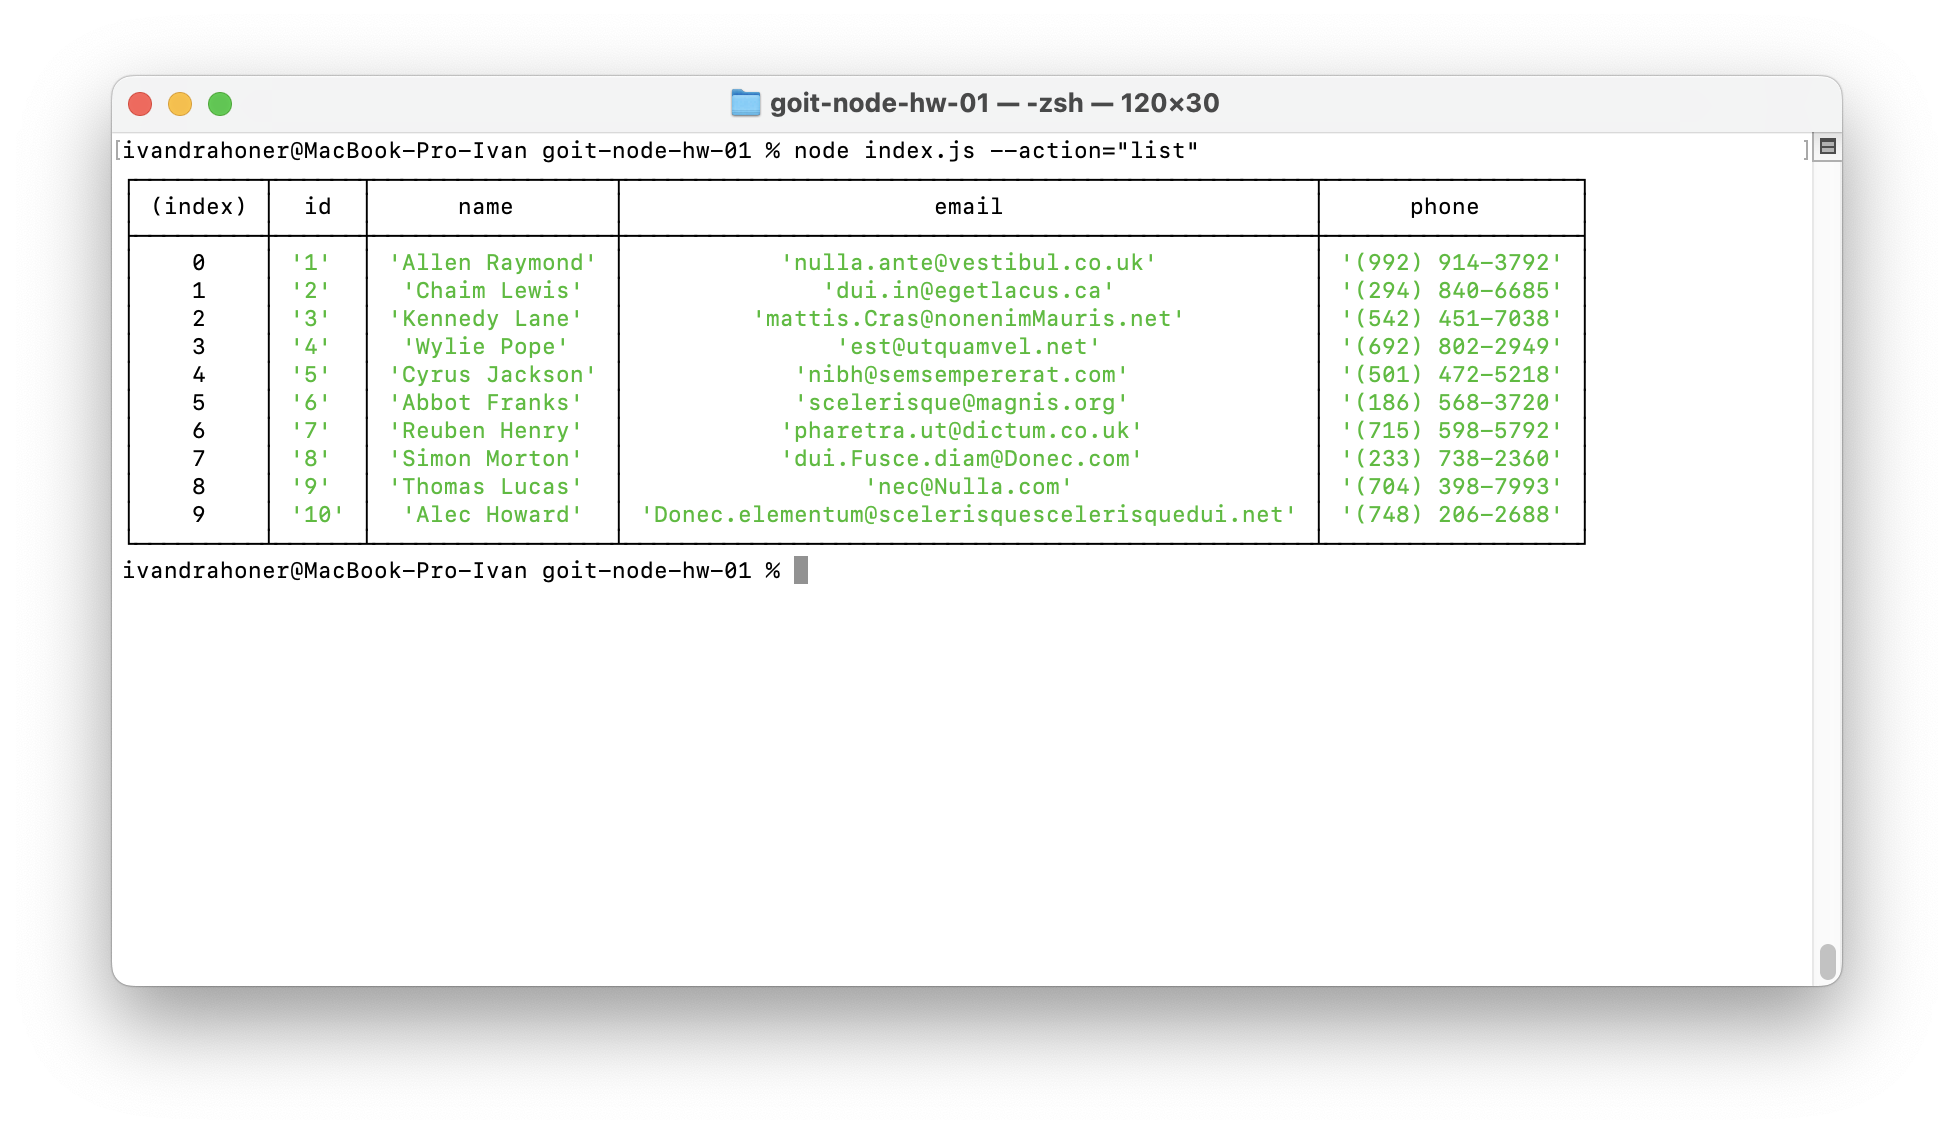 goit-node-hw-01 — -zsh — 120×30
[ivandrahoner@MacBook-Pro-Ivan goit-node-hw-01 % node index.js --action="list" ]
(index) id name email phone
0 '1' 'Allen Raymond' 'nulla.ante@vestibul.co.uk' '(992) 914-3792'
1 '2' 'Chaim Lewis' 'dui.in@egetlacus.ca' '(294) 840-6685'
2 '3' 'Kennedy Lane' 'mattis.Cras@nonenimMauris.net' '(542) 451-7038'
3 '4' 'Wylie Pope' 'est@utquamvel.net' '(692) 802-2949'
4 '5' 'Cyrus Jackson' 'nibh@semsempererat.com' '(501) 472-5218'
5 '6' 'Abbot Franks' 'scelerisque@magnis.org' '(186) 568-3720'
6 '7' 'Reuben Henry' 'pharetra.ut@dictum.co.uk' '(715) 598-5792'
7 '8' 'Simon Morton' 'dui.Fusce.diam@Donec.com' '(233) 738-2360'
8 '9' 'Thomas Lucas' 'nec@Nulla.com' '(704) 398-7993'
9 '10' 'Alec Howard' 'Donec.elementum@scelerisquescelerisquedui.net' '(748) 206-2688'
ivandrahoner@MacBook-Pro-Ivan goit-node-hw-01 %